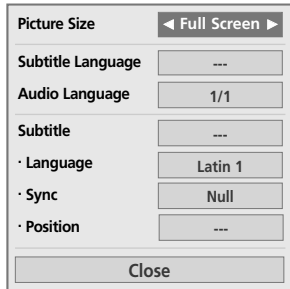 Picture Size ◀ Full Screen ▶
Subtitle Language ---
Audio Language 1/1
Subtitle ---
· Language Latin 1
· Sync Null
· Position ---
Close